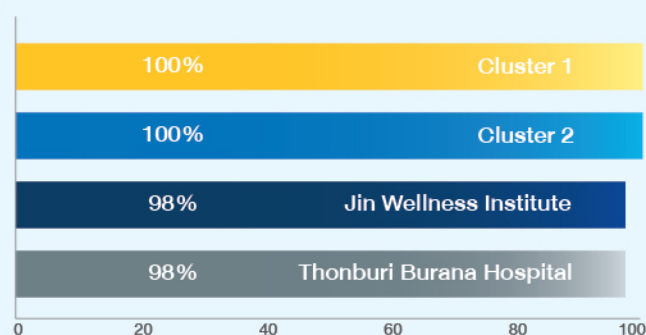 100% Cluster 1
100% Cluster 2
98% Jin Wellness Institute
98% Thonburi Burana Hospital
0 20 40 60 80 100